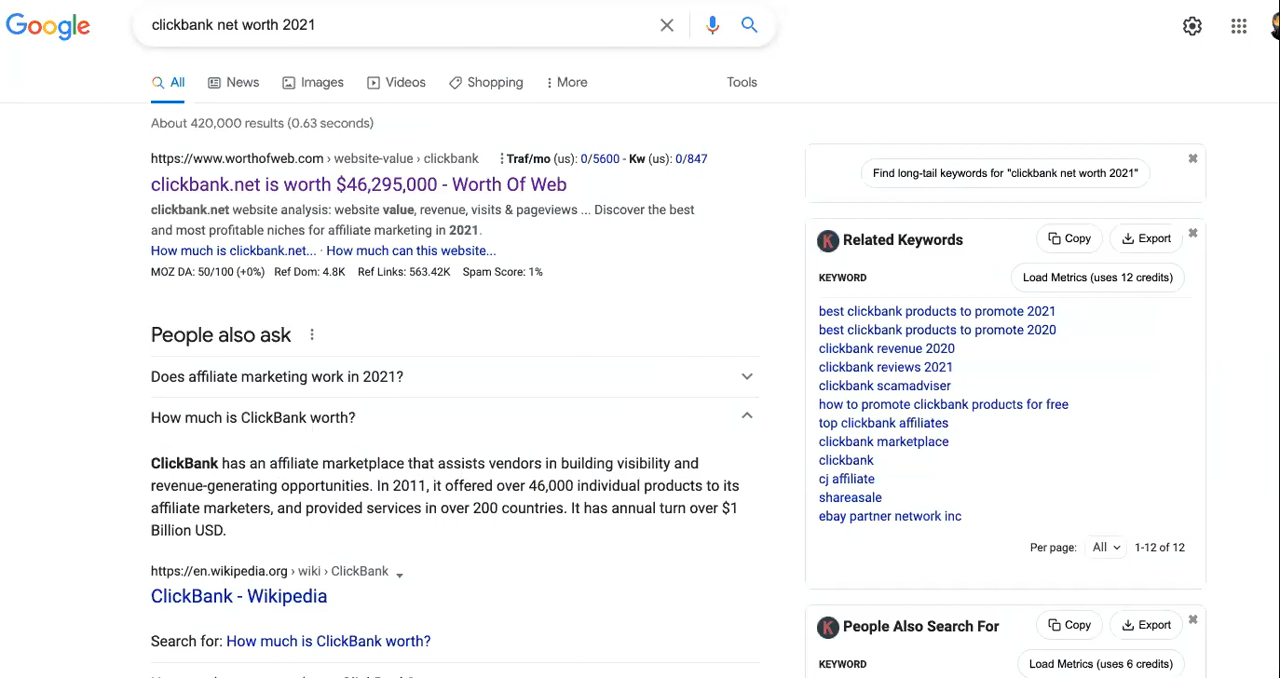 Google
clickbank net worth 2021
All News Images Videos Shopping More Tools
About 420,000 results (0.63 seconds)
https://www.worthofweb.com › website-value › clickbank Traf/mo (us): 0/5600 - Kw (us): 0/847
clickbank.net is worth $46,295,000 - Worth Of Web
clickbank.net website analysis: website value, revenue, visits & pageviews ... Discover the best
and most profitable niches for affiliate marketing in 2021.
How much is clickbank.net... · How much can this website...
MOZ DA: 50/100 (+0%) Ref Dom: 4.8K Ref Links: 563.42K Spam Score: 1%
People also ask
Does affiliate marketing work in 2021?
How much is ClickBank worth?
ClickBank has an affiliate marketplace that assists vendors in building visibility and
revenue-generating opportunities. In 2011, it offered over 46,000 individual products to its
affiliate marketers, and provided services in over 200 countries. It has annual turn over $1
Billion USD.
https://en.wikipedia.org › wiki › ClickBank
ClickBank - Wikipedia
Search for: How much is ClickBank worth?
Find long-tail keywords for "clickbank net worth 2021"
K Related Keywords Copy Export
KEYWORD Load Metrics (uses 12 credits)
best clickbank products to promote 2021
best clickbank products to promote 2020
clickbank revenue 2020
clickbank reviews 2021
clickbank scamadviser
how to promote clickbank products for free
top clickbank affiliates
clickbank marketplace
clickbank
cj affiliate
shareasale
ebay partner network inc
Per page: All 1-12 of 12
K People Also Search For Copy Export
KEYWORD Load Metrics (uses 6 credits)